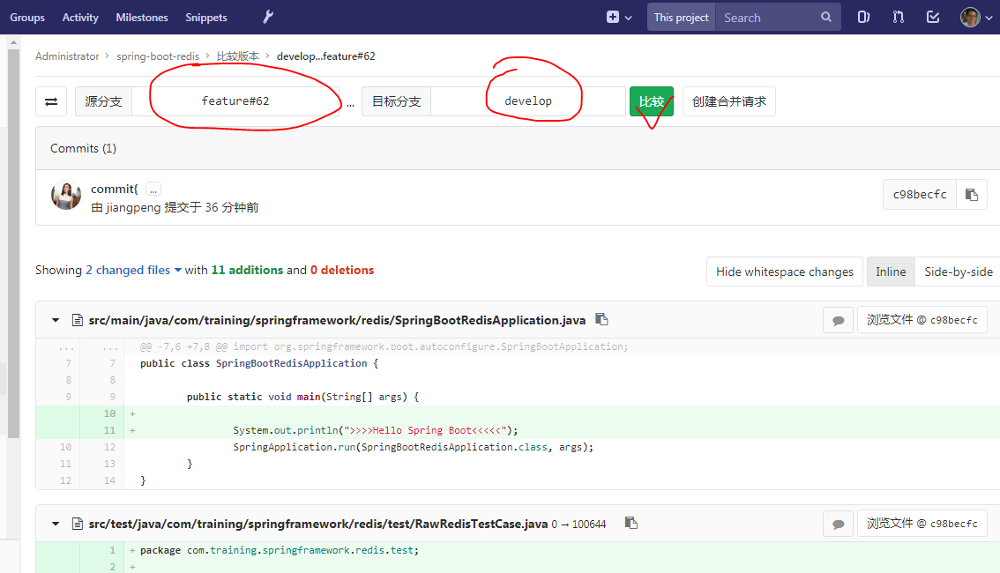 Groups Activity Milestones Snippets This project Search
Administrator > spring-boot-redis > 比较版本 > develop...feature#62
源分支 feature#62 ... 目标分支 develop 比较 创建合并请求
Commits (1)
commit{ ...
由 jiangpeng 提交于 36 分钟前
c98becfc
Showing 2 changed files with 11 additions and 0 deletions
Hide whitespace changes Inline Side-by-side
src/main/java/com/training/springframework/redis/SpringBootRedisApplication.java 浏览文件 @ c98becfc
... ... @@ -7,6 +7,8 @@ import org.springframework.boot.autoconfigure.SpringBootApplication;
7 7 public class SpringBootRedisApplication {
8 8
9 9 public static void main(String[] args) {
10 +
11 + System.out.println(">>>>Hello Spring Boot<<<<<");
10 12 SpringApplication.run(SpringBootRedisApplication.class, args);
11 13 }
12 14 }
src/test/java/com/training/springframework/redis/test/RawRedisTestCase.java 0 → 100644 浏览文件 @ c98becfc
1 + package com.training.springframework.redis.test;
2 +